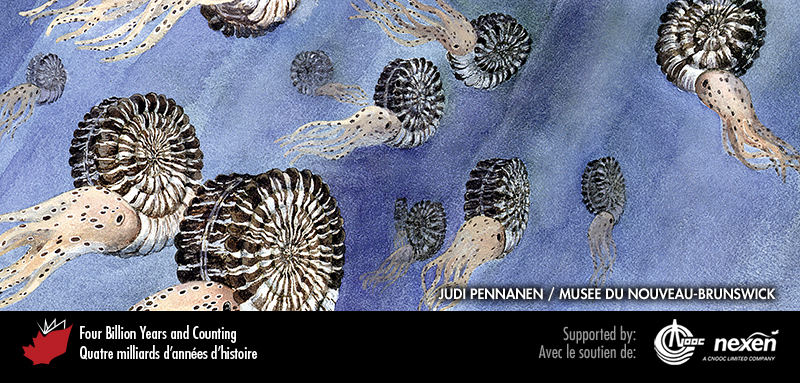 JUDI PENNANEN / MUSEE DU NOUVEAU-BRUNSWICK
Four Billion Years and Counting
Quatre milliards d'années d'histoire
Supported by:
Avec le soutien de:
CNOOC
nexen
A CNOOC LIMITED COMPANY